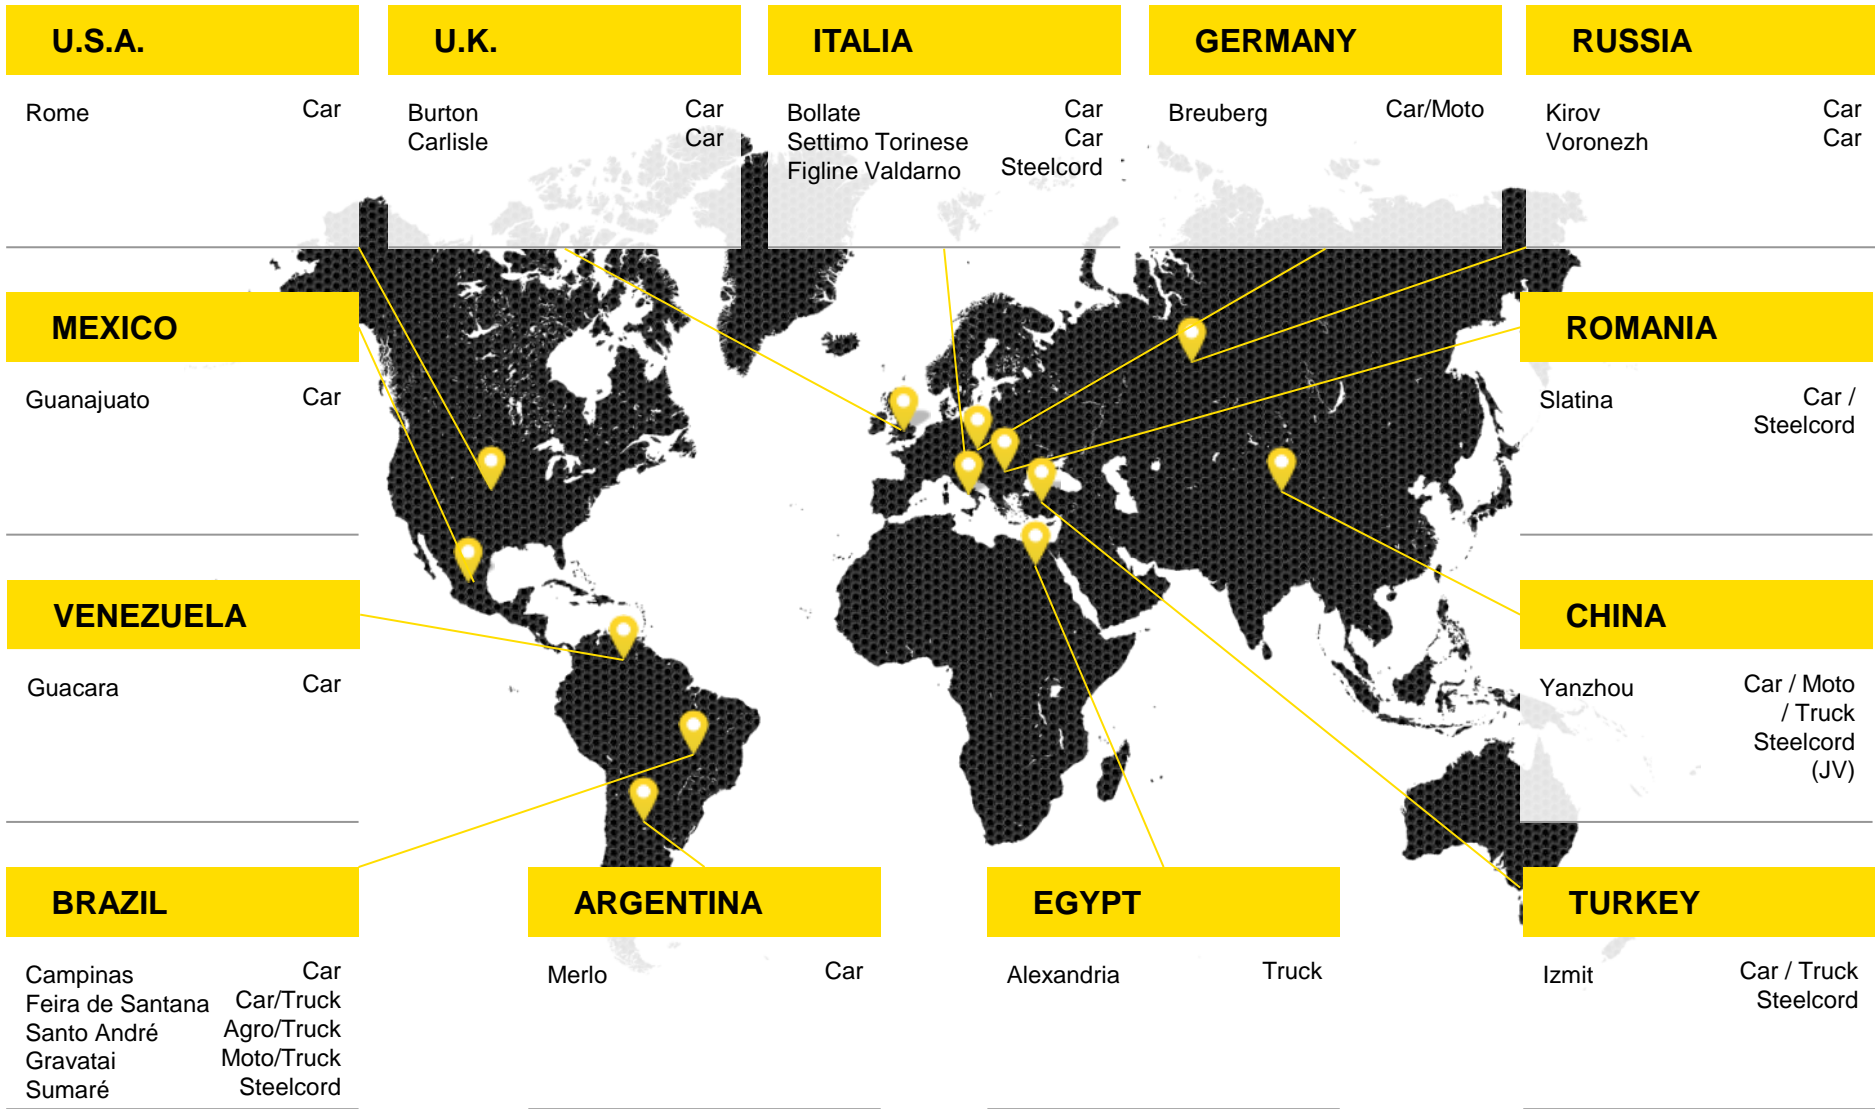 U.S.A.
Rome Car
U.K.
Burton Car
Carlisle Car
ITALIA
Bollate Car
Settimo Torinese Car
Figline Valdarno Steelcord
GERMANY
Breuberg Car/Moto
RUSSIA
Kirov Car
Voronezh Car
MEXICO
Guanajuato Car
ROMANIA
Slatina Car /
Steelcord
VENEZUELA
Guacara Car
CHINA
Yanzhou Car / Moto
/ Truck
Steelcord
(JV)
BRAZIL
Campinas Car
Feira de Santana Car/Truck
Santo André Agro/Truck
Gravatai Moto/Truck
Sumaré Steelcord
ARGENTINA
Merlo Car
EGYPT
Alexandria Truck
TURKEY
Izmit Car / Truck
Steelcord